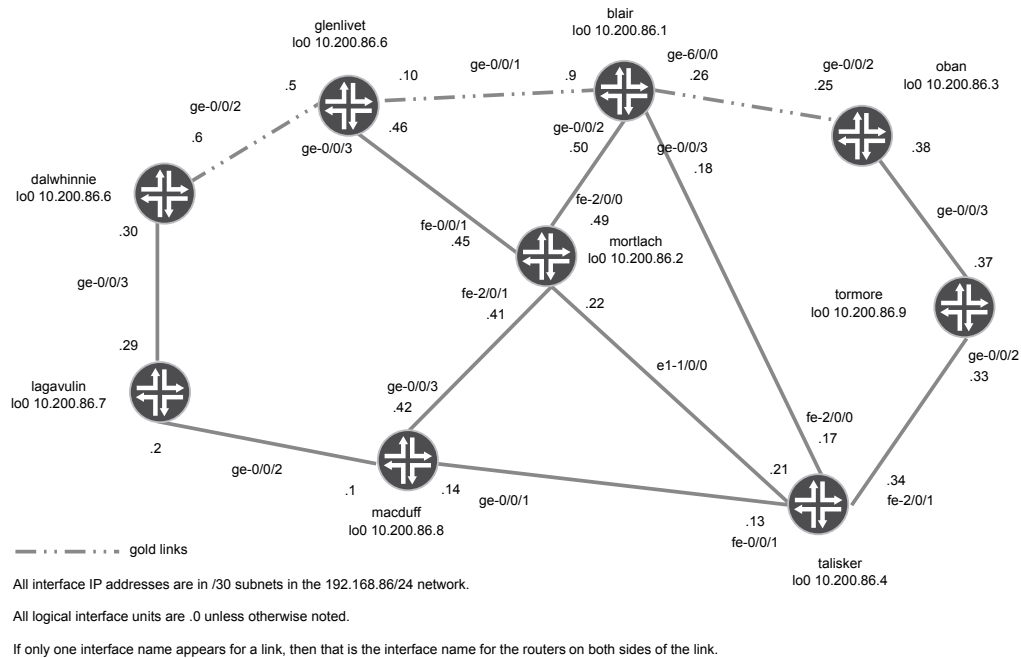 glenlivet
lo0 10.200.86.6
blair
lo0 10.200.86.1
oban
lo0 10.200.86.3
.5
.10
ge-0/0/1
.9
ge-6/0/0
.26
ge-0/0/2
.25
ge-0/0/2
.6
.46
ge-0/0/3
ge-0/0/2
.50
ge-0/0/3
.18
.38
dalwhinnie
lo0 10.200.86.6
.30
fe-0/0/1
.45
fe-2/0/0
.49
ge-0/0/3
.37
mortlach
lo0 10.200.86.2
ge-0/0/3
fe-2/0/1
.41
.22
tormore
lo0 10.200.86.9
.29
lagavulin
lo0 10.200.86.7
e1-1/0/0
ge-0/0/2
.33
ge-0/0/3
.42
fe-2/0/0
.17
.2
ge-0/0/2
.1
.14
ge-0/0/1
.21
.34
fe-2/0/1
macduff
lo0 10.200.86.8
.13
fe-0/0/1
talisker
lo0 10.200.86.4
gold links
All interface IP addresses are in /30 subnets in the 192.168.86/24 network.
All logical interface units are .0 unless otherwise noted.
If only one interface name appears for a link, then that is the interface name for the routers on both sides of the link.